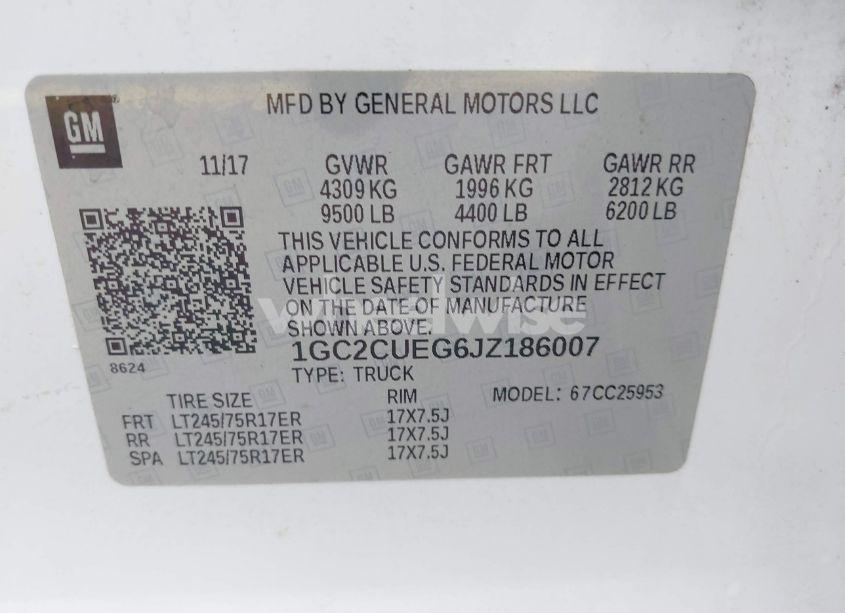 GM
MFD BY GENERAL MOTORS LLC
11/17 GVWR GAWR FRT GAWR RR
4309 KG 1996 KG 2812 KG
9500 LB 4400 LB 6200 LB
THIS VEHICLE CONFORMS TO ALL
APPLICABLE U.S. FEDERAL MOTOR
VEHICLE SAFETY STANDARDS IN EFFECT
ON THE DATE OF MANUFACTURE
SHOWN ABOVE.
1GC2CUEG6JZ186007
8624
TYPE: TRUCK
TIRE SIZE RIM MODEL: 67CC25953
FRT LT245/75R17ER 17X7.5J
RR LT245/75R17ER 17X7.5J
SPA LT245/75R17ER 17X7.5J